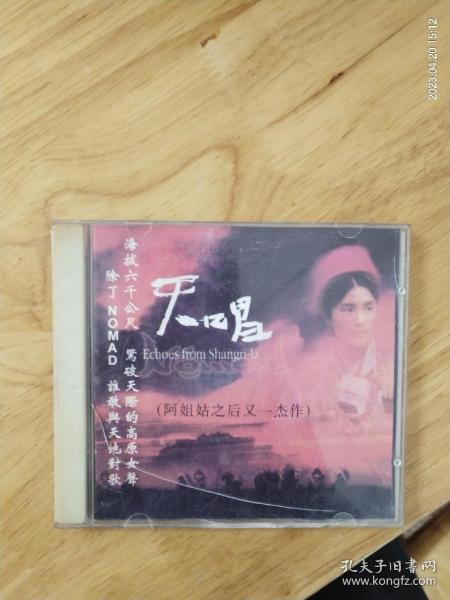 2023.04.20 15:12
海拔六千公尺 驚破天際的高原女聲
除了NOMAD 誰敢與天地對歌
天唱
Echoes from Shangri-la
(阿姐姑之后又一杰作)
孔夫子旧书网
www.kongfz.com